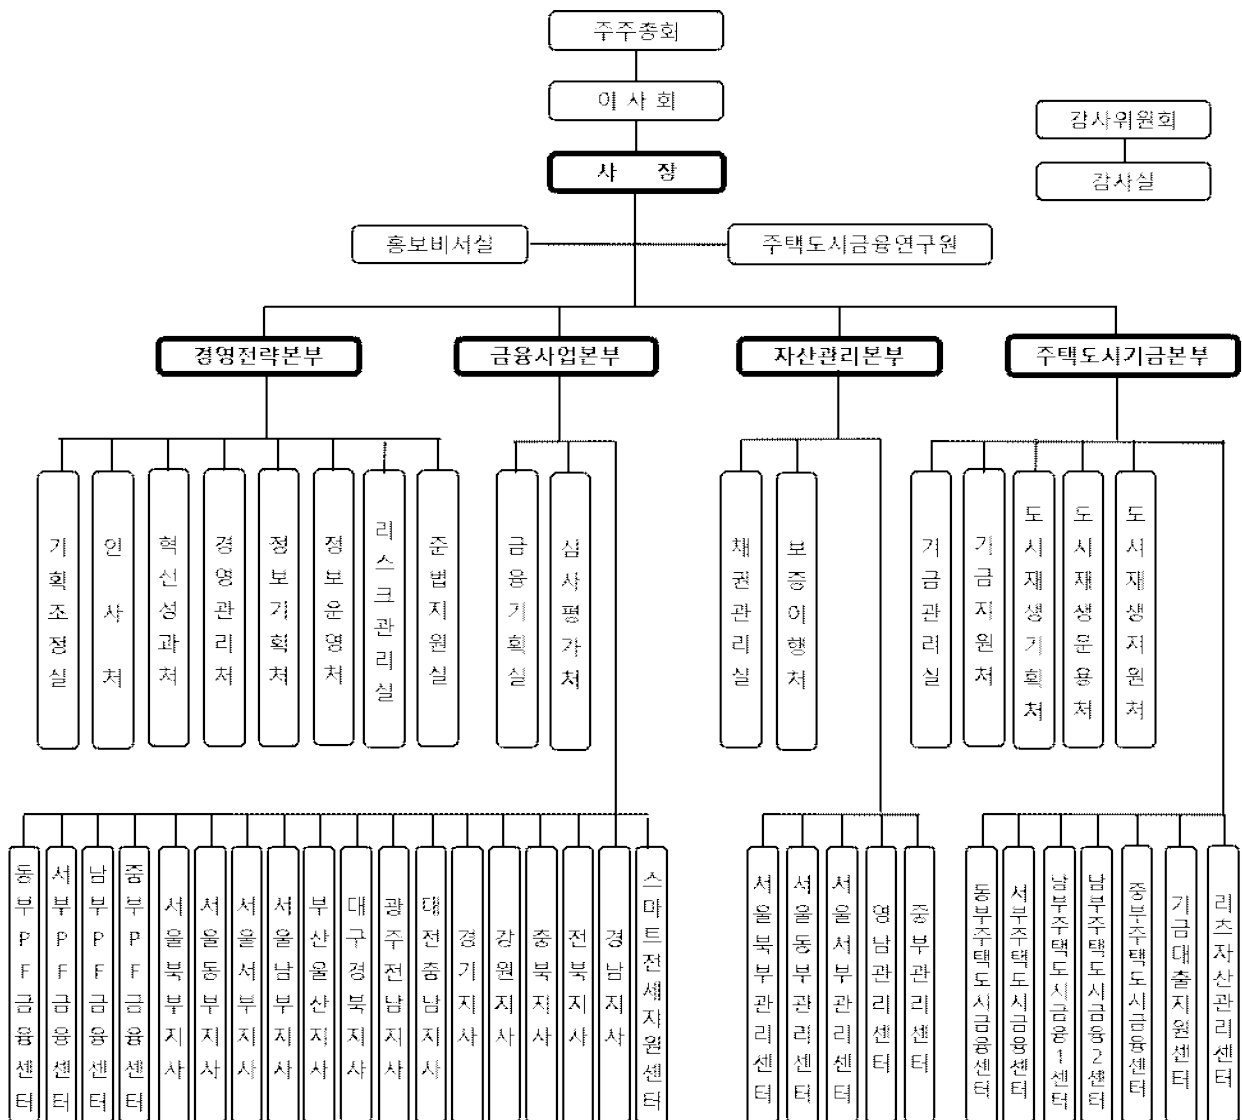 주주총회
이 사 회
감사위원회
사 장
감사실
홍보비서실
주택도시금융연구원
경영전략본부
금융사업본부
자산관리본부
주택도시기금본부
기획조정실
인사처
혁신성과처
경영관리처
정보기획처
정보운영처
리스크관리실
준법지원실
금융기획실
심사평가처
채권관리실
보증이행처
기금관리실
기금지원처
도시재생기획처
도시재생운용처
도시재생지원처
동부PF금융센터
서부PF금융센터
남부PF금융센터
중부PF금융센터
서울북부지사
서울동부지사
서울서부지사
서울남부지사
부산울산지사
대구경북지사
광주전남지사
대전충남지사
경기지사
강원지사
충북지사
전북지사
경남지사
스마트전세지원센터
서울북부관리센터
서울동부관리센터
서울서부관리센터
영남관리센터
중부관리센터
동부주택도시금융센터
서부주택도시금융센터
남부주택도시금융1센터
남부주택도시금융2센터
중부주택도시금융센터
기금대출지원센터
리츠자산관리센터